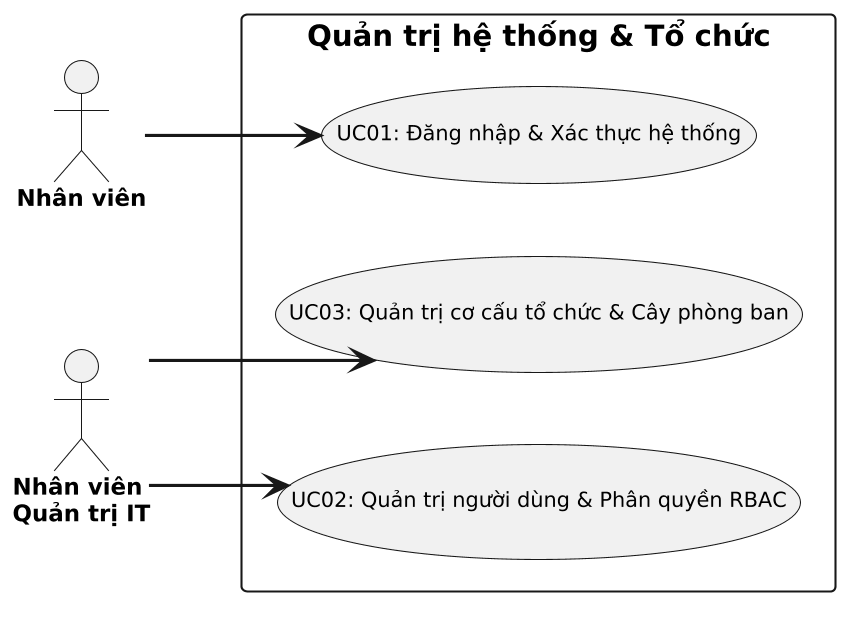 Quản trị hệ thống & Tổ chức
UC01: Đăng nhập & Xác thực hệ thống
Nhân viên
UC03: Quản trị cơ cấu tổ chức & Cây phòng ban
Nhân viên
Quản trị IT
UC02: Quản trị người dùng & Phân quyền RBAC